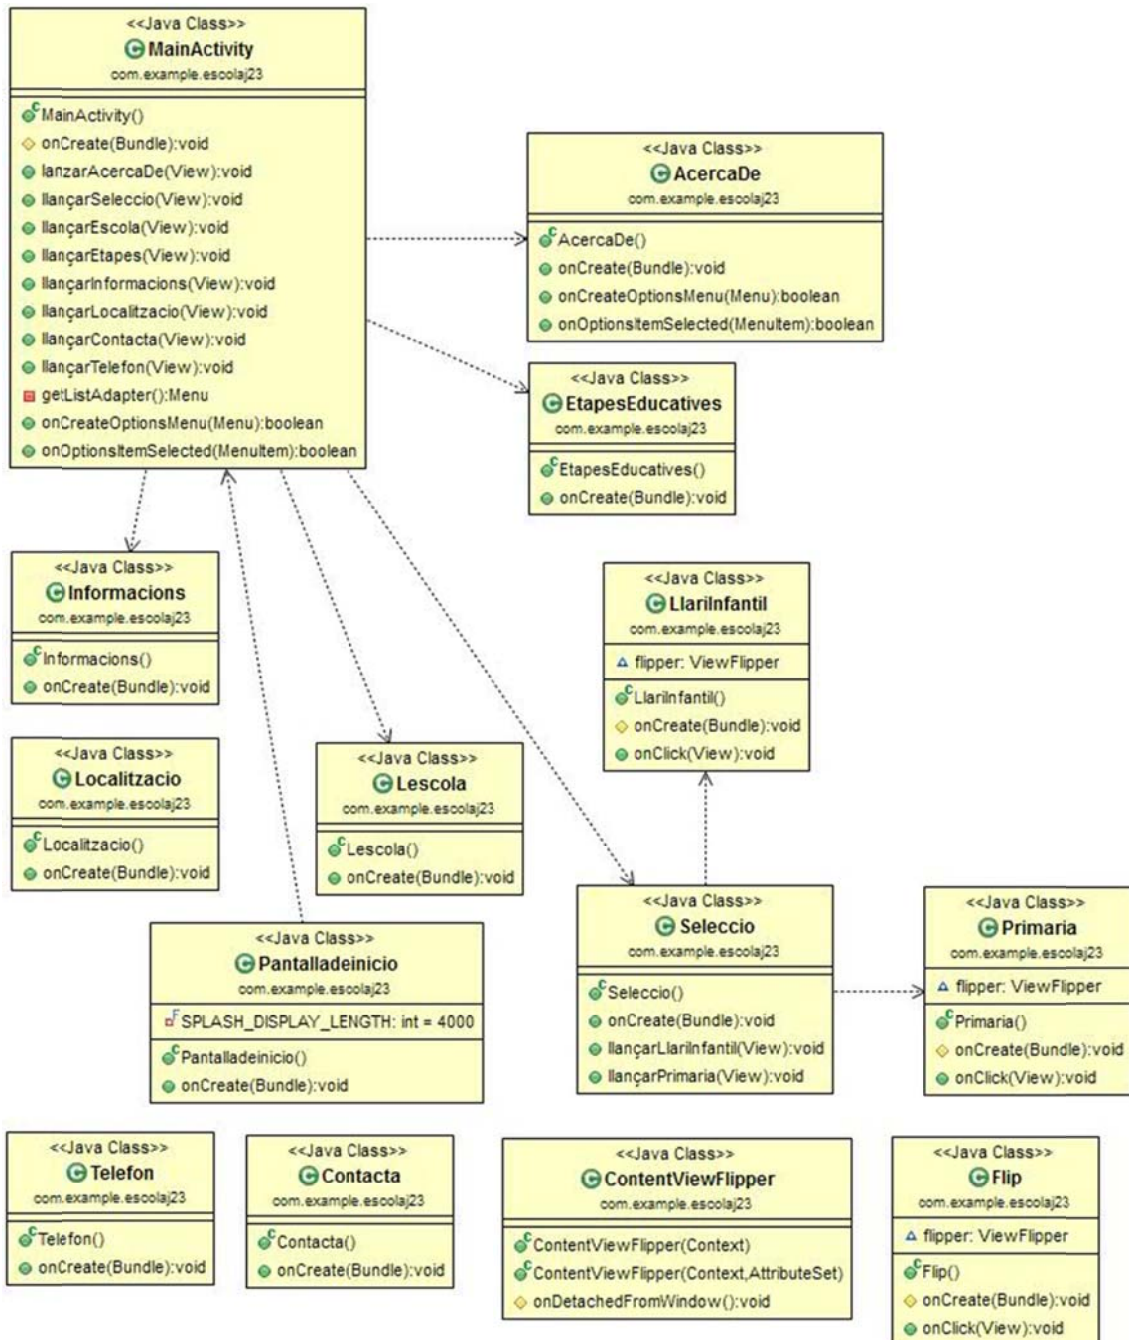 <<Java Class>>
MainActivity
com.example.escolaj23
MainActivity()
onCreate(Bundle):void
lanzarAcercaDe(View):void
llançarSeleccio(View):void
llançarEscola(View):void
llançarEtapes(View):void
llançarInformacions(View):void
llançarLocalitzacio(View):void
llançarContacta(View):void
llançarTelefon(View):void
getListAdapter():Menu
onCreateOptionsMenu(Menu):boolean
onOptionsItemSelected(MenuItem):boolean
<<Java Class>>
AcercaDe
com.example.escolaj23
AcercaDe()
onCreate(Bundle):void
onCreateOptionsMenu(Menu):boolean
onOptionsItemSelected(MenuItem):boolean
<<Java Class>>
EtapesEducatives
com.example.escolaj23
EtapesEducatives()
onCreate(Bundle):void
<<Java Class>>
Informacions
com.example.escolaj23
Informacions()
onCreate(Bundle):void
<<Java Class>>
LlariInfantil
com.example.escolaj23
flipper: ViewFlipper
LlariInfantil()
onCreate(Bundle):void
onClick(View):void
<<Java Class>>
Localitzacio
com.example.escolaj23
Localitzacio()
onCreate(Bundle):void
<<Java Class>>
Lescola
com.example.escolaj23
Lescola()
onCreate(Bundle):void
<<Java Class>>
Seleccio
com.example.escolaj23
Seleccio()
onCreate(Bundle):void
llançarLlariInfantil(View):void
llançarPrimaria(View):void
<<Java Class>>
Primaria
com.example.escolaj23
flipper: ViewFlipper
Primaria()
onCreate(Bundle):void
onClick(View):void
<<Java Class>>
Pantalladeinicio
com.example.escolaj23
SPLASH_DISPLAY_LENGTH: int = 4000
Pantalladeinicio()
onCreate(Bundle):void
<<Java Class>>
Telefon
com.example.escolaj23
Telefon()
onCreate(Bundle):void
<<Java Class>>
Contacta
com.example.escolaj23
Contacta()
onCreate(Bundle):void
<<Java Class>>
ContentViewFlipper
com.example.escolaj23
ContentViewFlipper(Context)
ContentViewFlipper(Context,AttributeSet)
onDetachedFromWindow():void
<<Java Class>>
Flip
com.example.escolaj23
flipper: ViewFlipper
Flip()
onCreate(Bundle):void
onClick(View):void